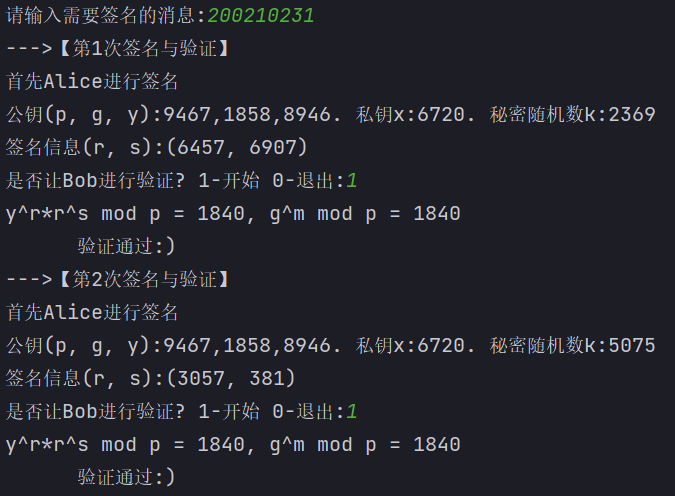 请输入需要签名的消息:200210231
--->【第1次签名与验证】
首先Alice进行签名
公钥(p, g, y):9467,1858,8946. 私钥x:6720. 秘密随机数k:2369
签名信息(r, s):(6457, 6907)
是否让Bob进行验证? 1-开始 0-退出:1
y^r*r^s mod p = 1840, g^m mod p = 1840
验证通过:)
--->【第2次签名与验证】
首先Alice进行签名
公钥(p, g, y):9467,1858,8946. 私钥x:6720. 秘密随机数k:5075
签名信息(r, s):(3057, 381)
是否让Bob进行验证? 1-开始 0-退出:1
y^r*r^s mod p = 1840, g^m mod p = 1840
验证通过:)